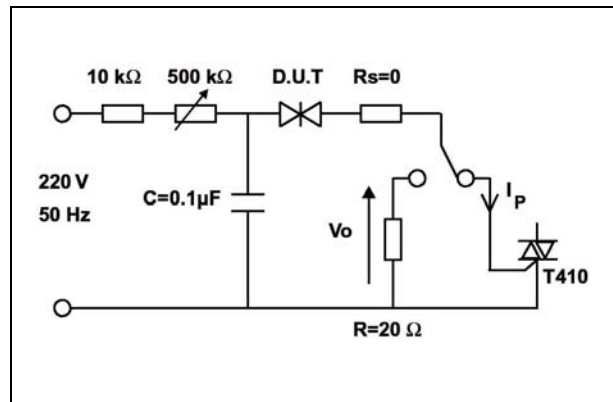 10 kΩ 500 kΩ D.U.T Rs=0
220 V
50 Hz
C=0.1µF
Vo
I P
T410
R=20 Ω